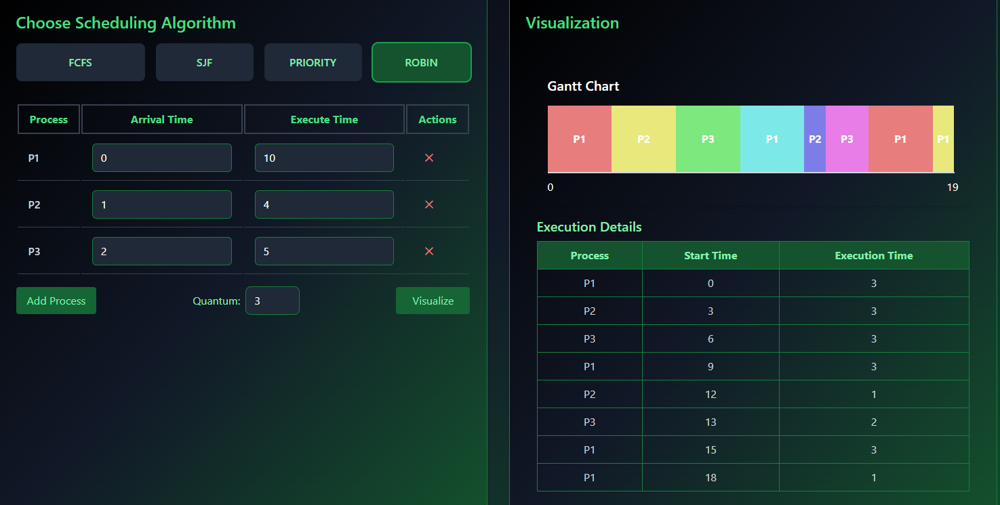 Choose Scheduling Algorithm
FCFS SJF PRIORITY ROBIN
Process Arrival Time Execute Time Actions
P1 0 10 ×
P2 1 4 ×
P3 2 5 ×
Add Process Quantum: 3 Visualize
Visualization
Gantt Chart
P1 P2 P3 P1 P2 P3 P1 P1
0 19
Execution Details
Process Start Time Execution Time
P1 0 3
P2 3 3
P3 6 3
P1 9 3
P2 12 1
P3 13 2
P1 15 3
P1 18 1